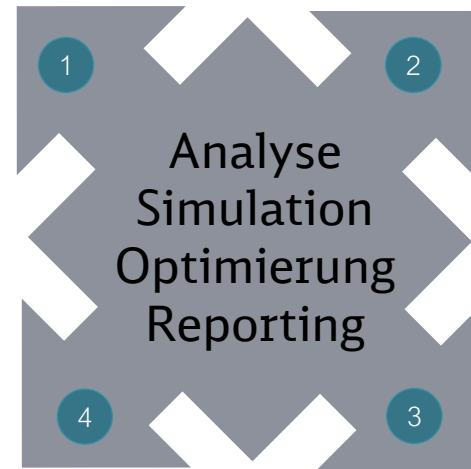 1
2
Analyse
Simulation
Optimierung
Reporting
4
3